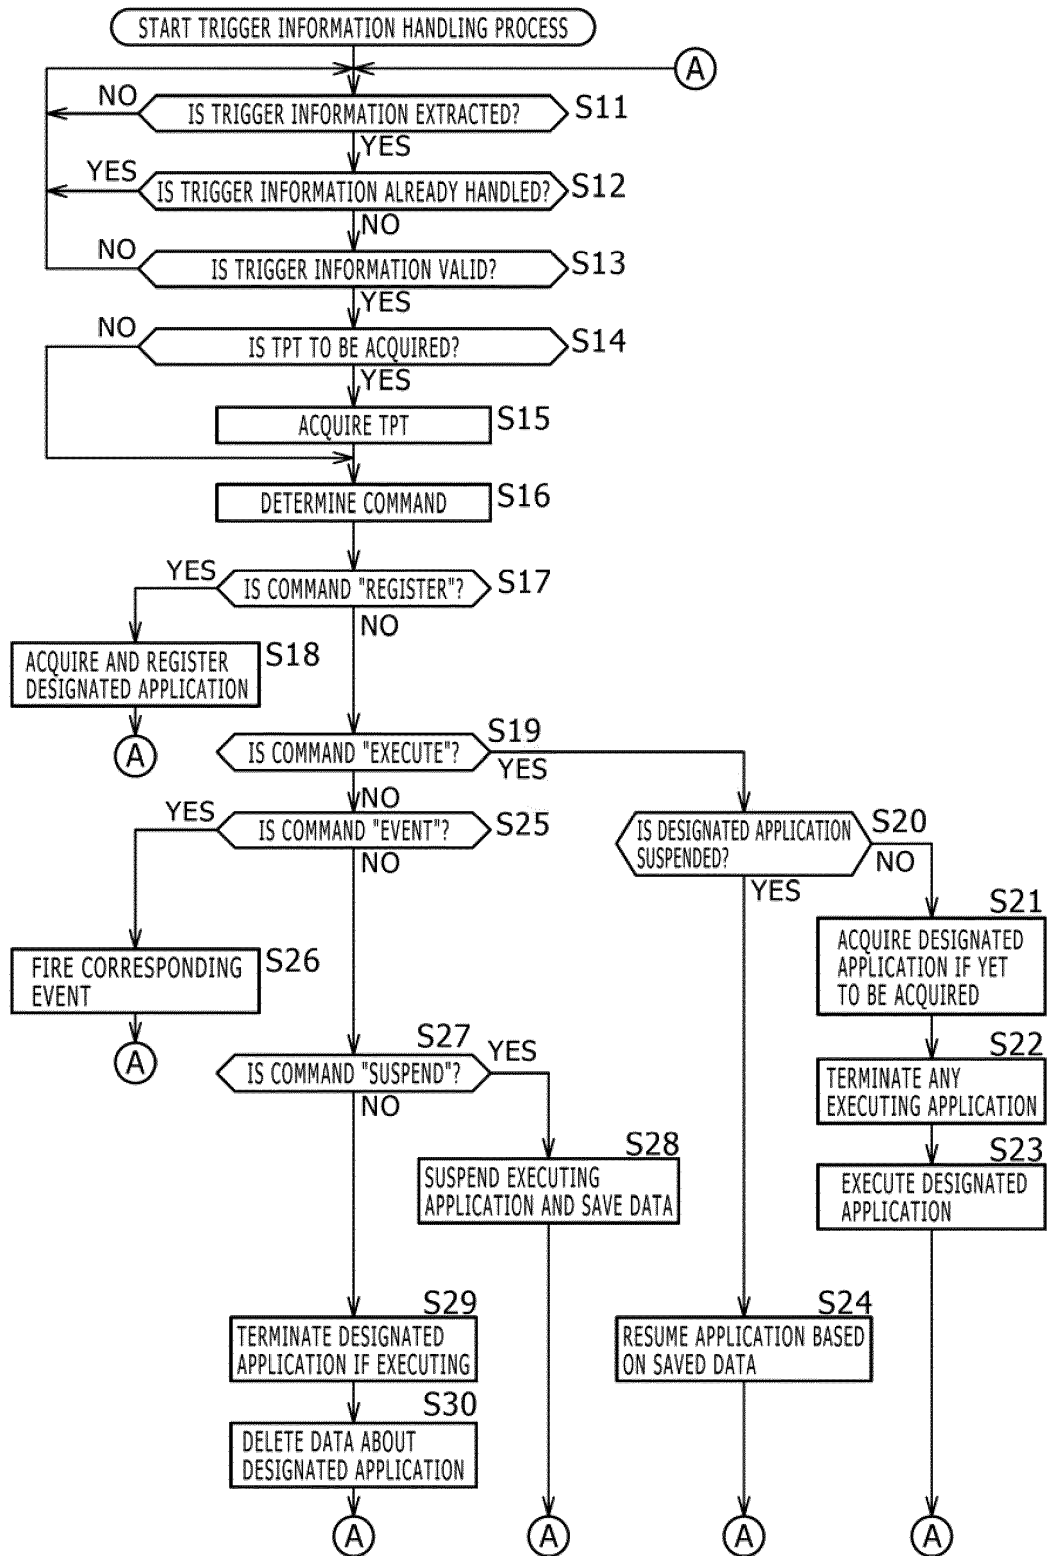 START TRIGGER INFORMATION HANDLING PROCESS
A
NO
IS TRIGGER INFORMATION EXTRACTED?
S11
YES
YES
IS TRIGGER INFORMATION ALREADY HANDLED?
S12
NO
NO
IS TRIGGER INFORMATION VALID?
S13
YES
NO
IS TPT TO BE ACQUIRED?
S14
YES
ACQUIRE TPT
S15
DETERMINE COMMAND
S16
YES
IS COMMAND "REGISTER"?
S17
NO
ACQUIRE AND REGISTER
DESIGNATED APPLICATION
S18
A
IS COMMAND "EXECUTE"?
S19
YES
NO
YES
IS COMMAND "EVENT"?
S25
NO
IS DESIGNATED APPLICATION
SUSPENDED?
S20
NO
YES
S21
ACQUIRE DESIGNATED
APPLICATION IF YET
TO BE ACQUIRED
FIRE CORRESPONDING
EVENT
S26
A
S27
IS COMMAND "SUSPEND"?
YES
NO
S22
TERMINATE ANY
EXECUTING APPLICATION
S28
SUSPEND EXECUTING
APPLICATION AND SAVE DATA
S23
EXECUTE DESIGNATED
APPLICATION
S29
TERMINATE DESIGNATED
APPLICATION IF EXECUTING
S24
RESUME APPLICATION BASED
ON SAVED DATA
S30
DELETE DATA ABOUT
DESIGNATED APPLICATION
A
A
A
A